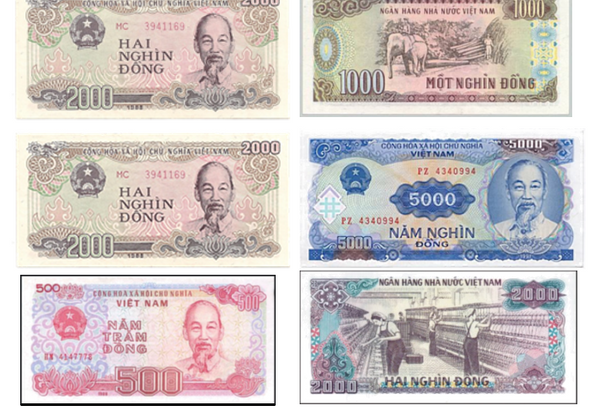 CỘNG HÒA XÃ HỘI CHỦ NGHĨA VIỆT NAM 2000
MC 3941169
HAI
NGHÌN
ĐỒNG
2000
1988
1000
NGÂN HÀNG NHÀ NƯỚC VIỆT NAM
1000 MỘT NGHÌN ĐỒNG
2000
CỘNG HÒA XÃ HỘI CHỦ NGHĨA VIỆT NAM
MC 3941169
HAI
NGHÌN
ĐỒNG
2000
1988
5000
CỘNG HÒA XÃ HỘI CHỦ NGHĨA
VIỆT NAM
PZ 4340994
5000
PZ 4340994
5000 NĂM NGHÌN
ĐỒNG
500 CỘNG HÒA XÃ HỘI CHỦ NGHĨA
VIỆT NAM 500
NĂM
TRĂM
ĐỒNG
500
NGÂN HÀNG NHÀ NƯỚC VIỆT NAM
2000
2000 HAI NGHÌN ĐỒNG